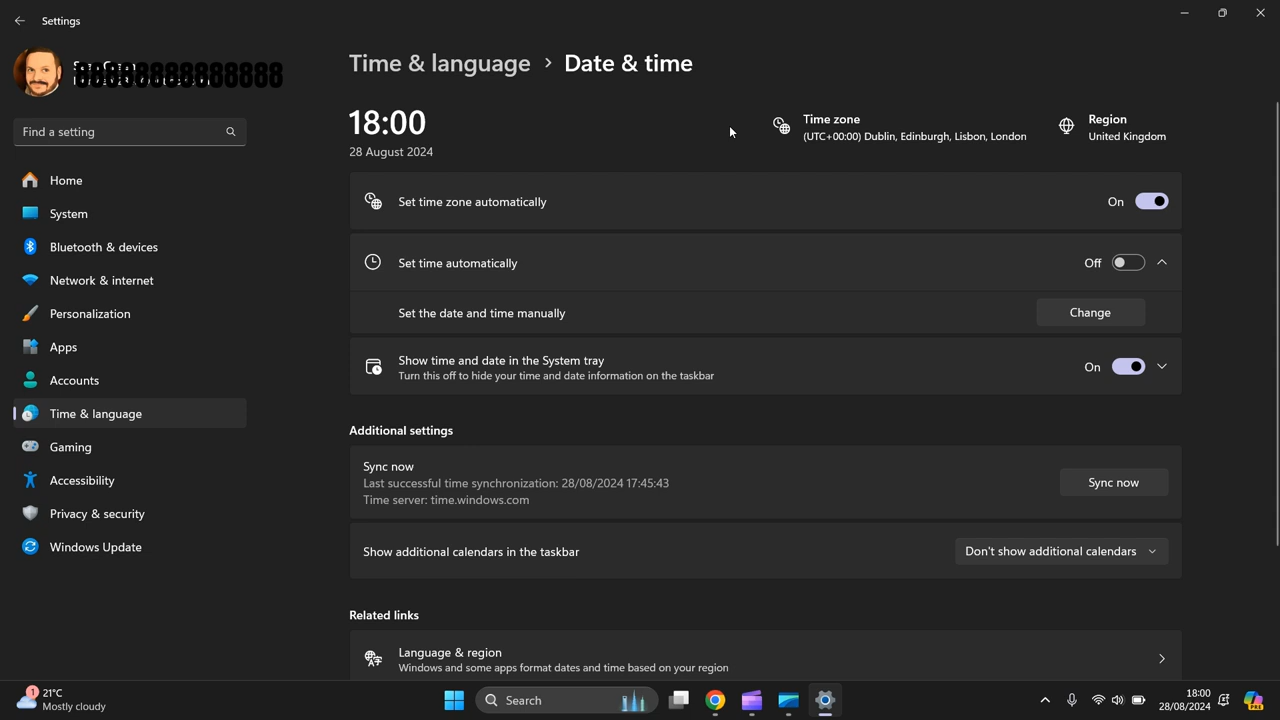 Settings
Find a setting
Home
System
Bluetooth & devices
Network & internet
Personalization
Apps
Accounts
Time & language
Gaming
Accessibility
Privacy & security
Windows Update
Time & language > Date & time
18:00
28 August 2024
Time zone
(UTC+00:00) Dublin, Edinburgh, Lisbon, London
Region
United Kingdom
Set time zone automatically
On
Set time automatically
Off
Set the date and time manually
Change
Show time and date in the System tray
Turn this off to hide your time and date information on the taskbar
On
Additional settings
Sync now
Last successful time synchronization: 28/08/2024 17:45:43
Time server: time.windows.com
Sync now
Show additional calendars in the taskbar
Don't show additional calendars
Related links
Language & region
Windows and some apps format dates and time based on your region
1
21°C
Mostly cloudy
Search
18:00
28/08/2024
PRE